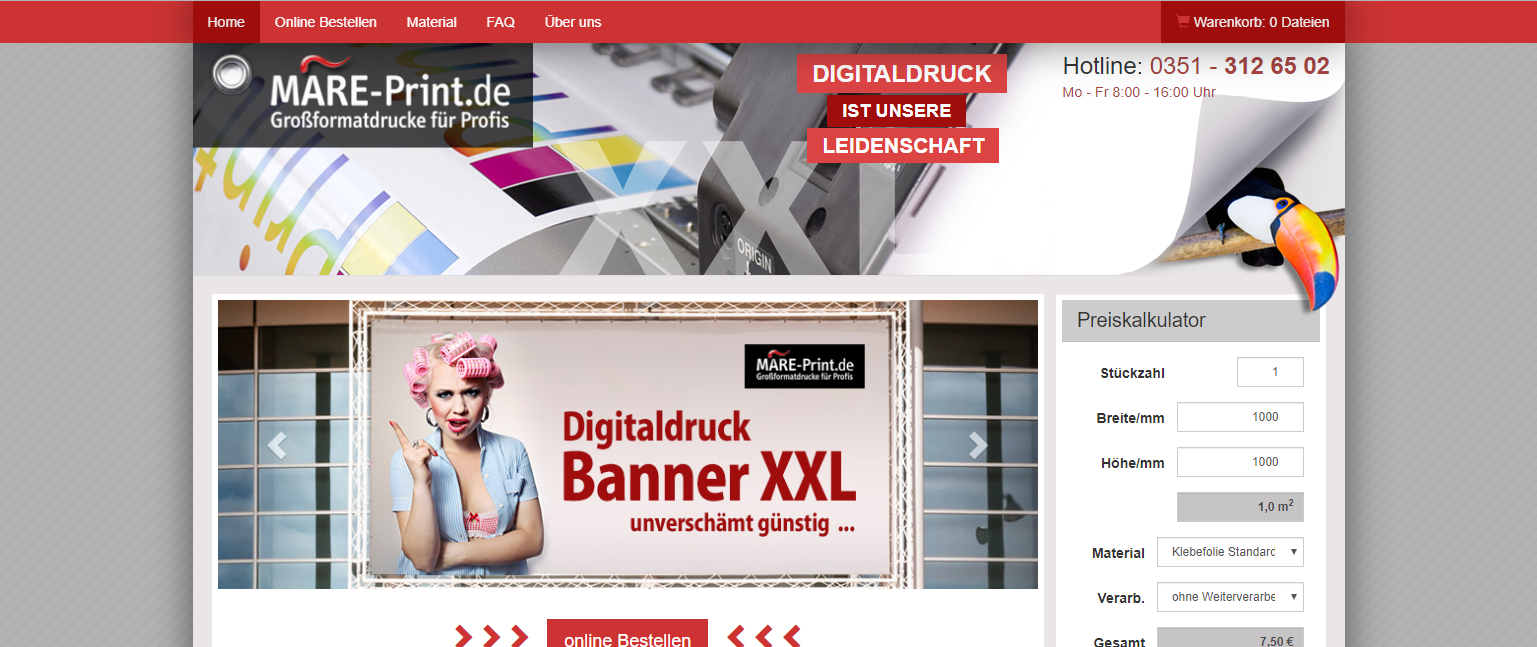 Home Online Bestellen Material FAQ Über uns Warenkorb: 0 Dateien
MARE-Print.de
Großformatdrucke für Profis
DIGITALDRUCK
IST UNSERE
LEIDENSCHAFT
Hotline: 0351 - 312 65 02
Mo - Fr 8:00 - 16:00 Uhr
XXL
ORIGIN
MARE-Print.de
Großformatdrucke für Profis
Digitaldruck
Banner XXL
unverschämt günstig ...
online Bestellen
Preiskalkulator
Stückzahl 1
Breite/mm 1000
Höhe/mm 1000
1,0 m²
Material Klebefolie Standard
Verarb. ohne Weiterverarbe
Gesamt 7,50 €